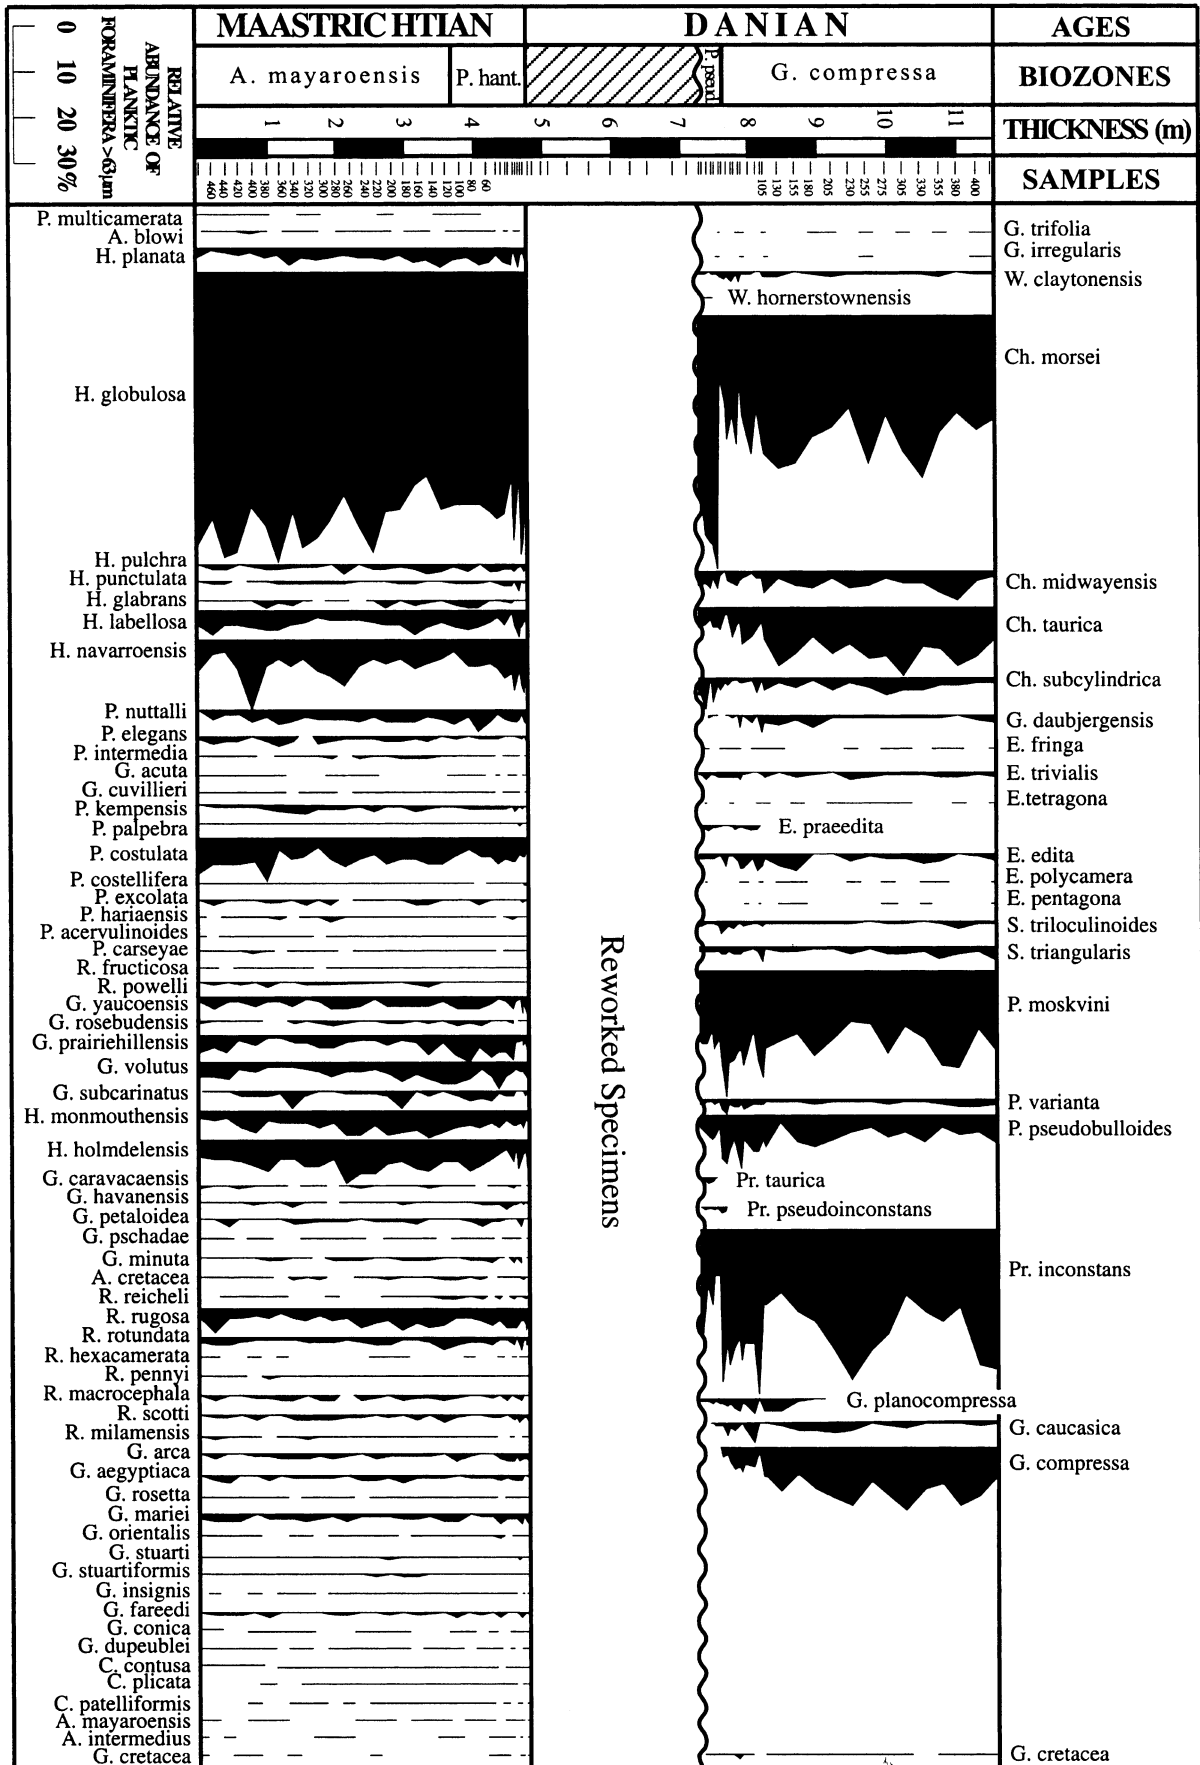 MAASTRICHTIAN
DANIAN
AGES
A. mayaroensis
P. hant.
P. pseud
G. compressa
BIOZONES
1 2 3 4 5 6 7 8 9 10 11
THICKNESS (m)
460 440 420 400 380 360 340 320 300 280 260 240 220 200 180 160 140 120 100 80 60
105 130 155 180 205 230 255 275 305 330 355 380 400
SAMPLES
RELATIVE
ABUNDANCE OF
PLANKTIC
FORAMINIFERA >63µm
0 10 20 30%
P. multicamerata
A. blowi
H. planata
H. globulosa
H. pulchra
H. punctulata
H. glabrans
H. labellosa
H. navarroensis
P. nuttalli
P. elegans
P. intermedia
G. acuta
G. cuvillieri
P. kempensis
P. palpebra
P. costulata
P. costellifera
P. excolata
P. hariaensis
P. acervulinoides
P. carseyae
R. fructicosa
R. powelli
G. yaucoensis
G. rosebudensis
G. prairiehillensis
G. volutus
G. subcarinatus
H. monmouthensis
H. holmdelensis
G. caravacaensis
G. havanensis
G. petaloidea
G. pschadae
G. minuta
A. cretacea
R. reicheli
R. rugosa
R. rotundata
R. hexacamerata
R. pennyi
R. macrocephala
R. scotti
R. milamensis
G. arca
G. aegyptiaca
G. rosetta
G. mariei
G. orientalis
G. stuarti
G. stuartiformis
G. insignis
G. fareedi
G. conica
G. dupeublei
C. contusa
C. plicata
C. patelliformis
A. mayaroensis
A. intermedius
G. cretacea
Reworked Specimens
G. trifolia
G. irregularis
W. claytonensis
W. hornerstownensis
Ch. morsei
Ch. midwayensis
Ch. taurica
Ch. subcylindrica
G. daubjergensis
E. fringa
E. trivialis
E.tetragona
E. praeedita
E. edita
E. polycamera
E. pentagona
S. triloculinoides
S. triangularis
P. moskvini
P. varianta
P. pseudobulloides
Pr. taurica
Pr. pseudoinconstans
Pr. inconstans
G. planocompressa
G. caucasica
G. compressa
G. cretacea